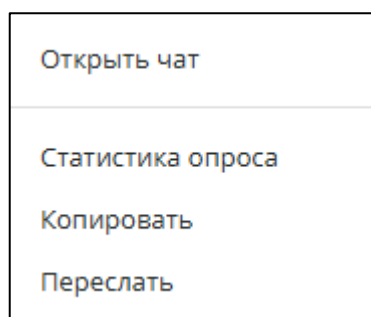 Открыть чат
Статистика опроса
Копировать
Переслать